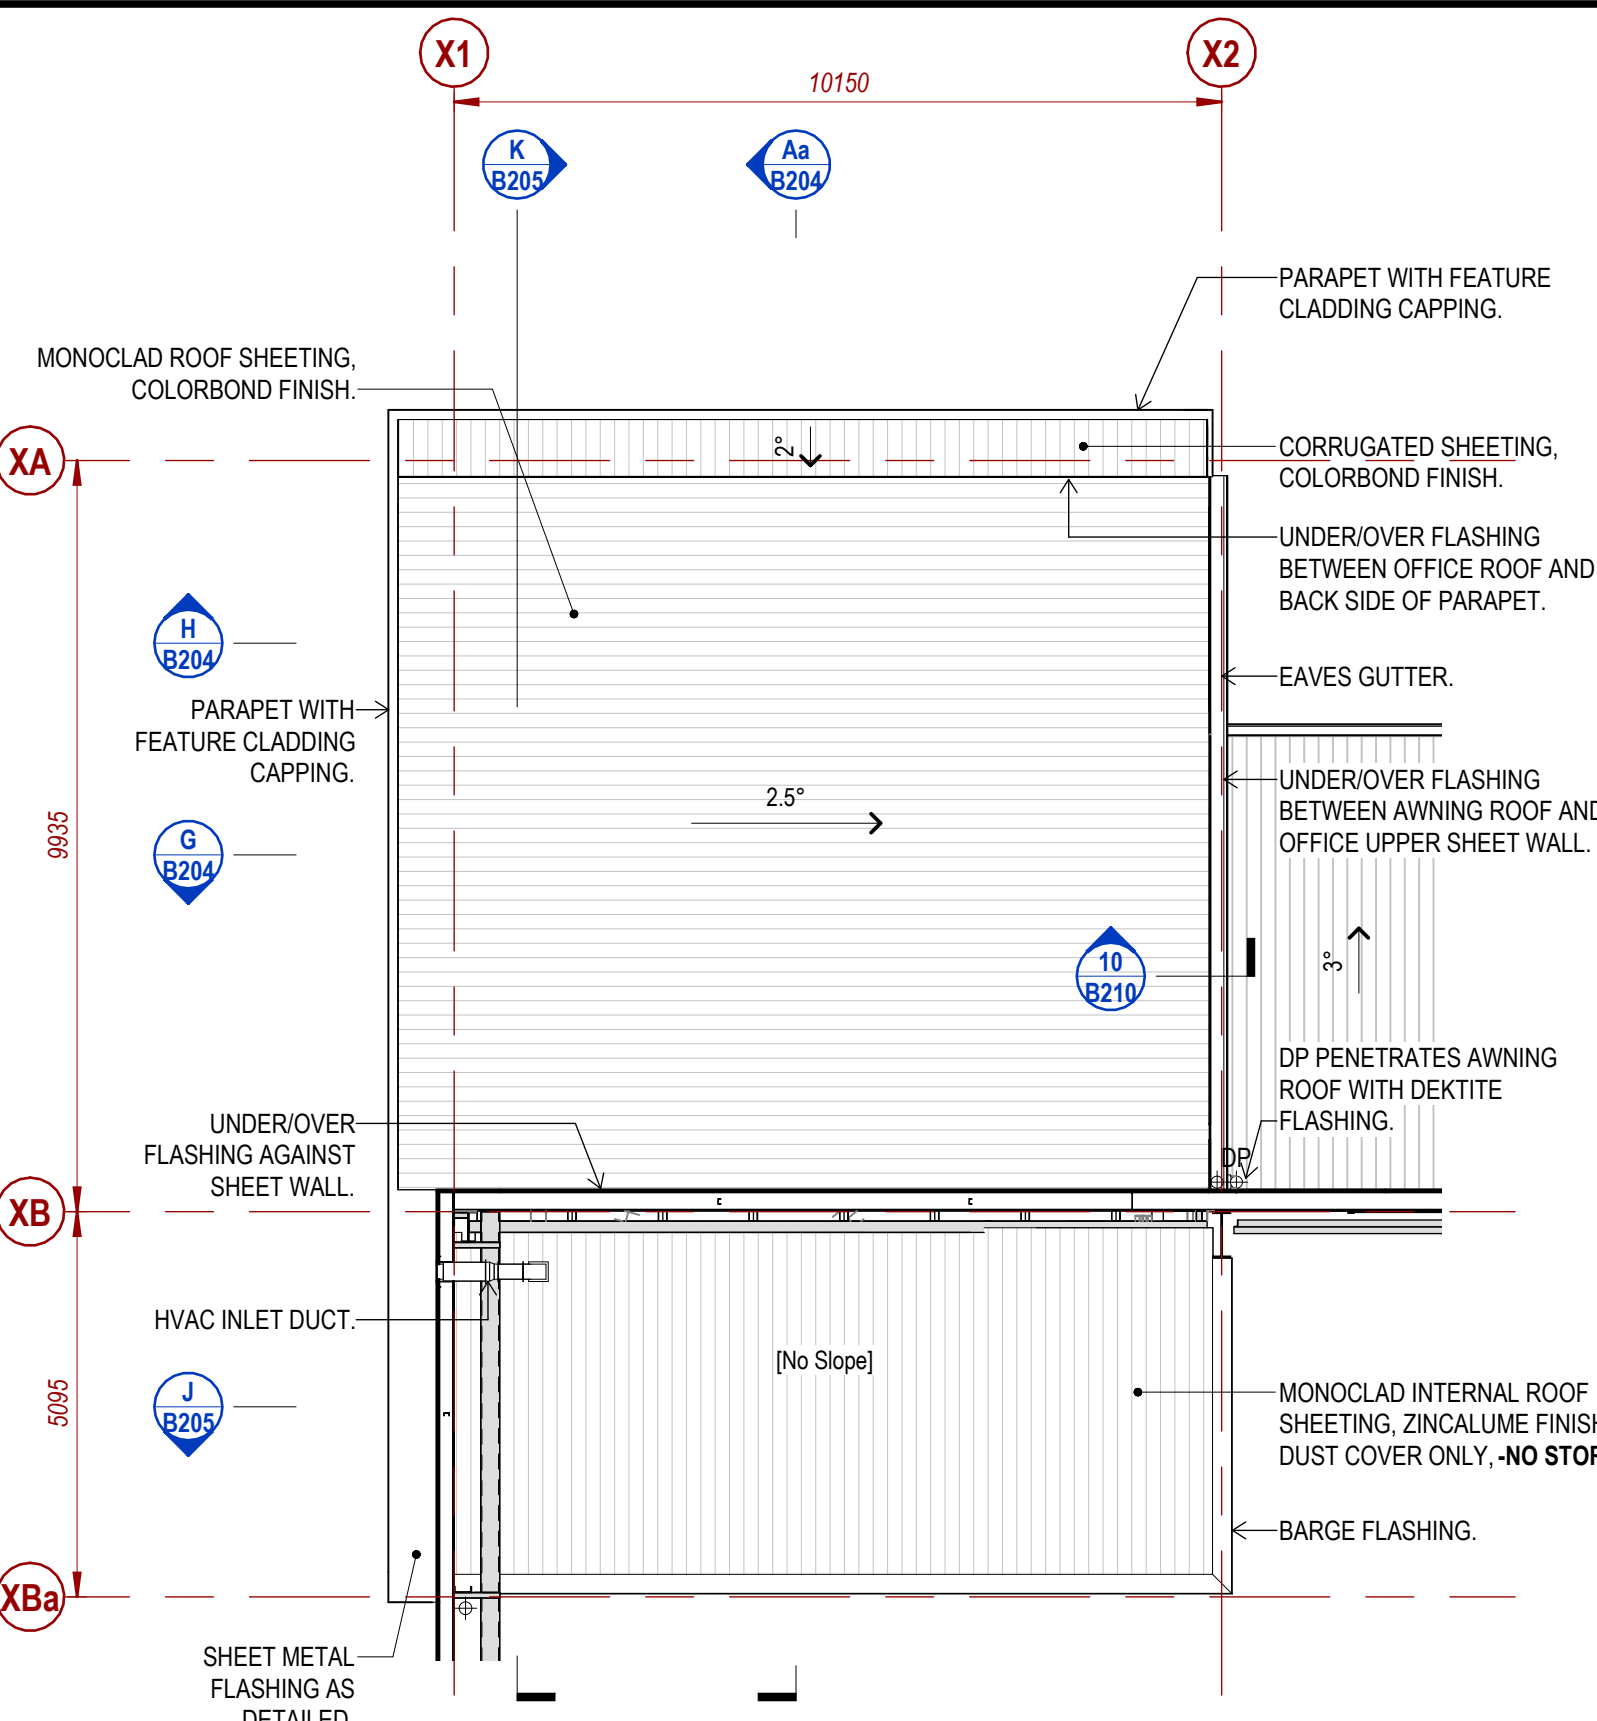 X1
X2
10150
K
B205
Aa
B204
PARAPET WITH FEATURE
CLADDING CAPPING.
MONOCLAD ROOF SHEETING,
COLORBOND FINISH.
XA
2°
CORRUGATED SHEETING,
COLORBOND FINISH.
UNDER/OVER FLASHING
BETWEEN OFFICE ROOF AND
BACK SIDE OF PARAPET.
H
B204
EAVES GUTTER.
PARAPET WITH
FEATURE CLADDING
CAPPING.
UNDER/OVER FLASHING
BETWEEN AWNING ROOF AND
OFFICE UPPER SHEET WALL.
2.5°
9935
G
B204
10
B210
3°
DP PENETRATES AWNING
ROOF WITH DEKTITE
FLASHING.
UNDER/OVER
FLASHING AGAINST
SHEET WALL.
DP
XB
HVAC INLET DUCT.
[No Slope]
5095
J
B205
MONOCLAD INTERNAL ROOF
SHEETING, ZINCALUME FINISH
DUST COVER ONLY, -NO STOR
BARGE FLASHING.
XBa
SHEET METAL
FLASHING AS
DETAILED.